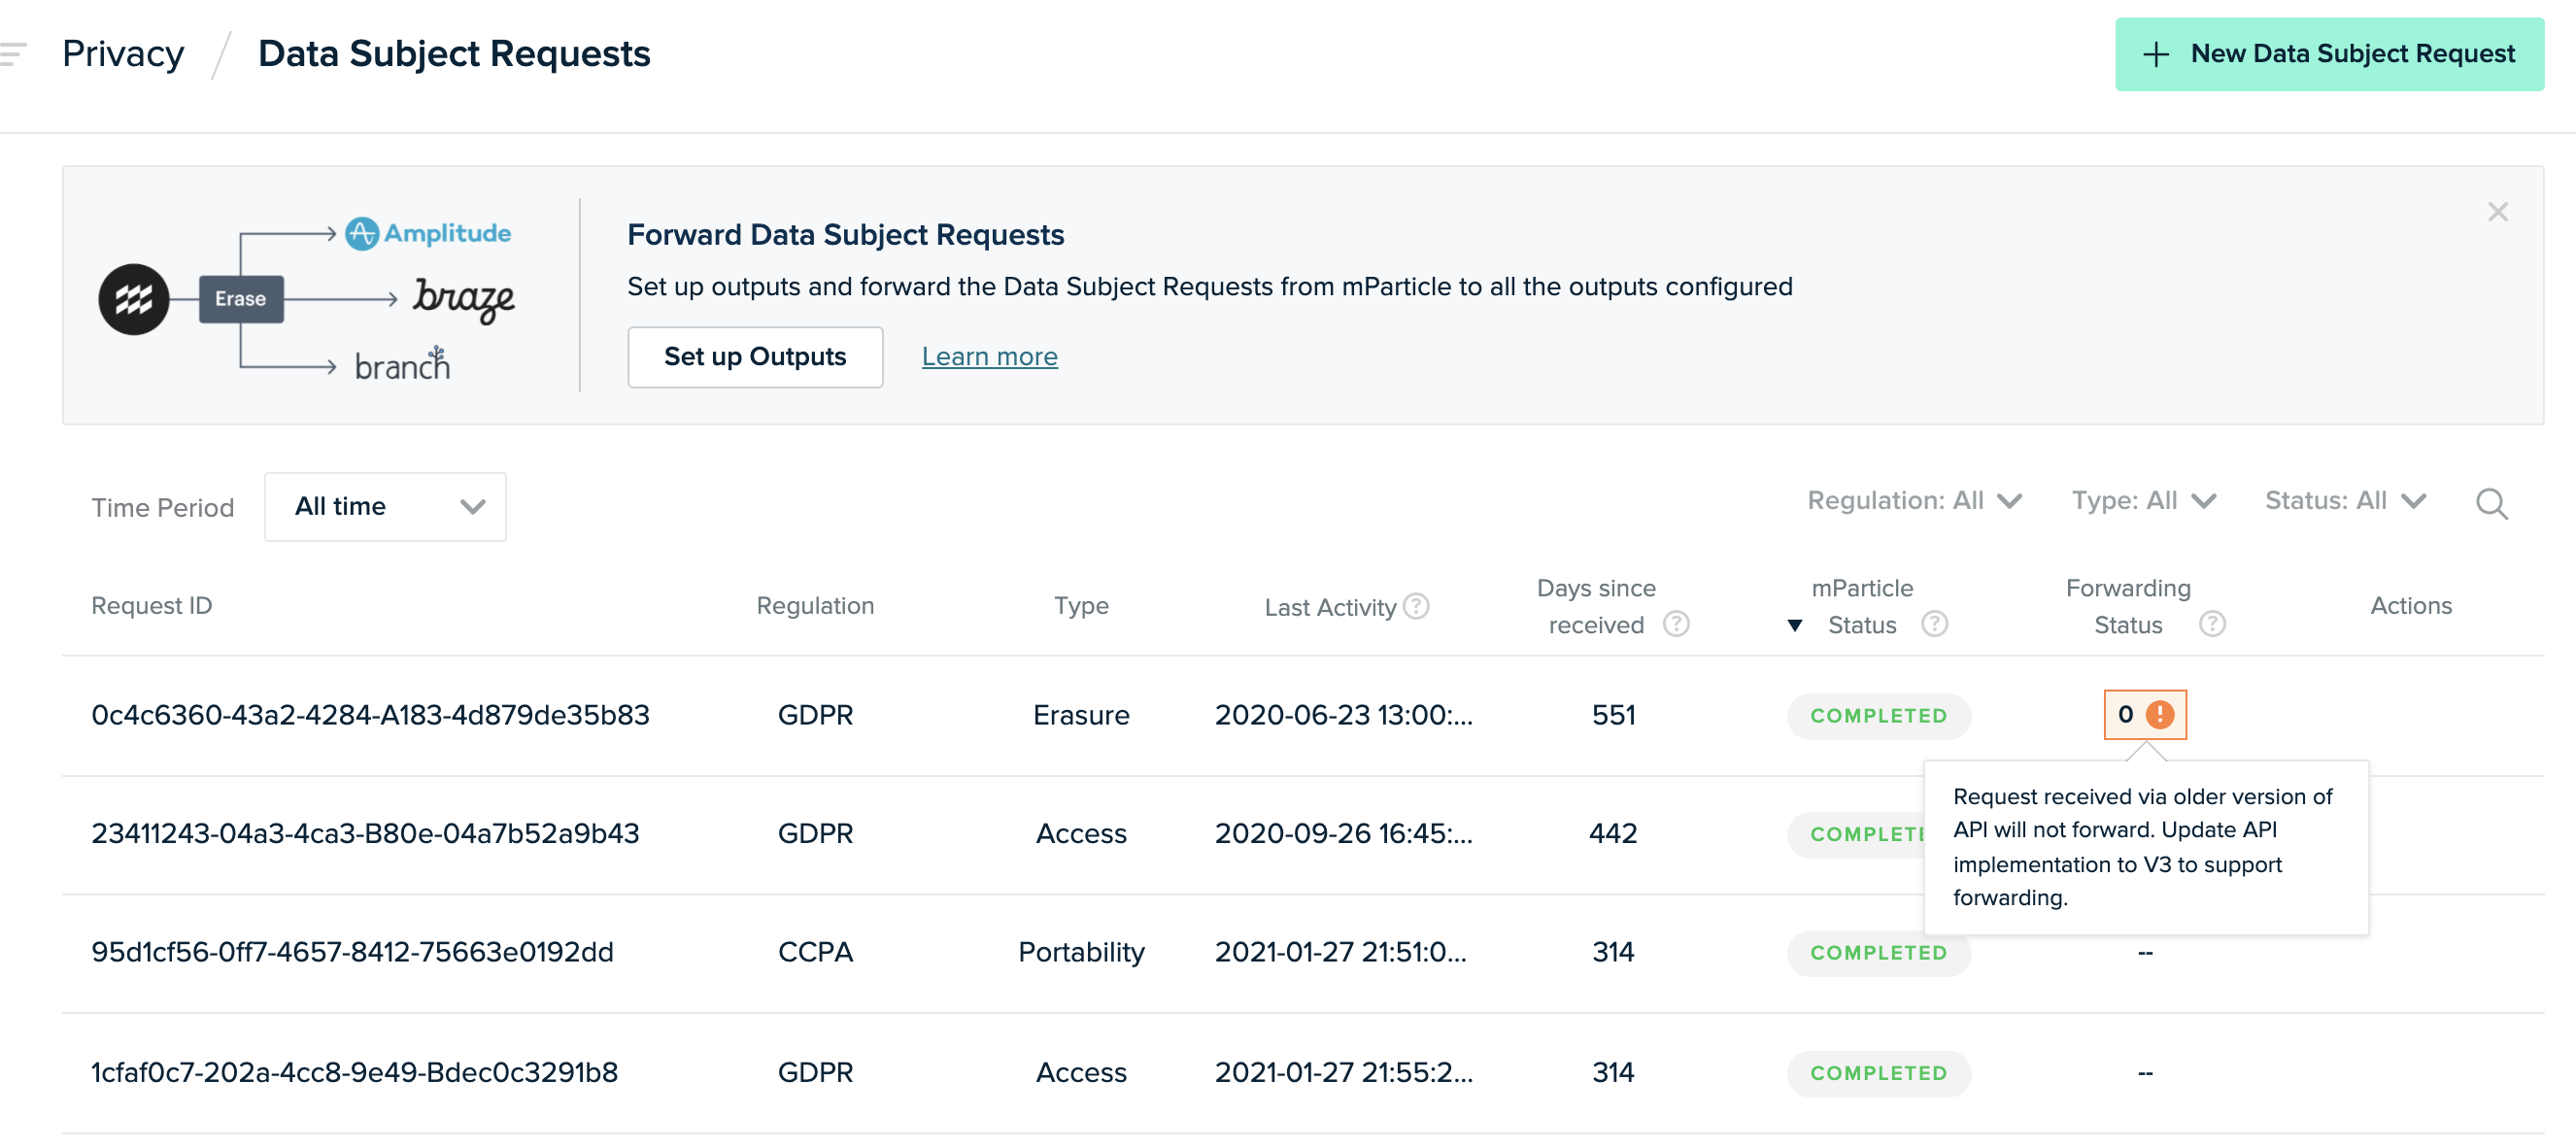 Privacy / Data Subject Requests
+ New Data Subject Request
Amplitude
Erase
braze
branch
Forward Data Subject Requests
Set up outputs and forward the Data Subject Requests from mParticle to all the outputs configured
Set up Outputs Learn more
Time Period All time Regulation: All Type: All Status: All
Request ID Regulation Type Last Activity ? Days since received ? mParticle Status ? Forwarding Status ? Actions
0c4c6360-43a2-4284-A183-4d879de35b83 GDPR Erasure 2020-06-23 13:00:... 551 COMPLETED 0 !
Request received via older version of
API will not forward. Update API
implementation to V3 to support
forwarding.
23411243-04a3-4ca3-B80e-04a7b52a9b43 GDPR Access 2020-09-26 16:45:... 442 COMPLETE
95d1cf56-0ff7-4657-8412-75663e0192dd CCPA Portability 2021-01-27 21:51:0... 314 COMPLETED --
1cfaf0c7-202a-4cc8-9e49-Bdec0c3291b8 GDPR Access 2021-01-27 21:55:2... 314 COMPLETED --